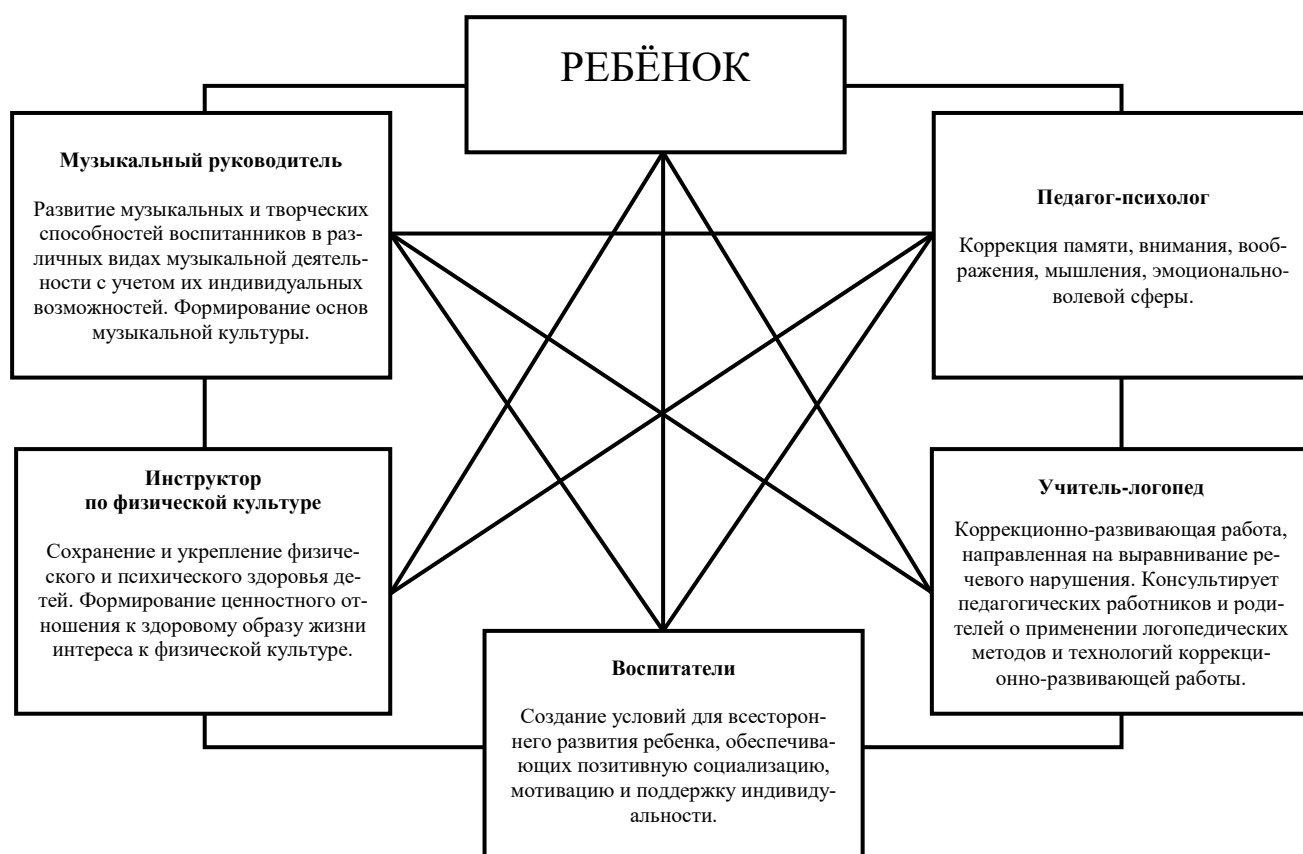 РЕБЁНОК
Музыкальный руководитель
Развитие музыкальных и творческих
способностей воспитанников в раз-
личных видах музыкальной деятель-
ности с учетом их индивидуальных
возможностей. Формирование основ
музыкальной культуры.
Педагог-психолог
Коррекция памяти, внимания, вооб-
ражения, мышления, эмоционально-
волевой сферы.
Инструктор
по физической культуре
Сохранение и укрепление физиче-
ского и психического здоровья де-
тей. Формирование ценностного от-
ношения к здоровому образу жизни
интереса к физической культуре.
Учитель-логопед
Коррекционно-развивающая работа,
направленная на выравнивание ре-
чевого нарушения. Консультирует
педагогических работников и роди-
телей о применении логопедических
методов и технологий коррекци-
онно-развивающей работы.
Воспитатели
Создание условий для всесторон-
него развития ребенка, обеспечива-
ющих позитивную социализацию,
мотивацию и поддержку индивиду-
альности.